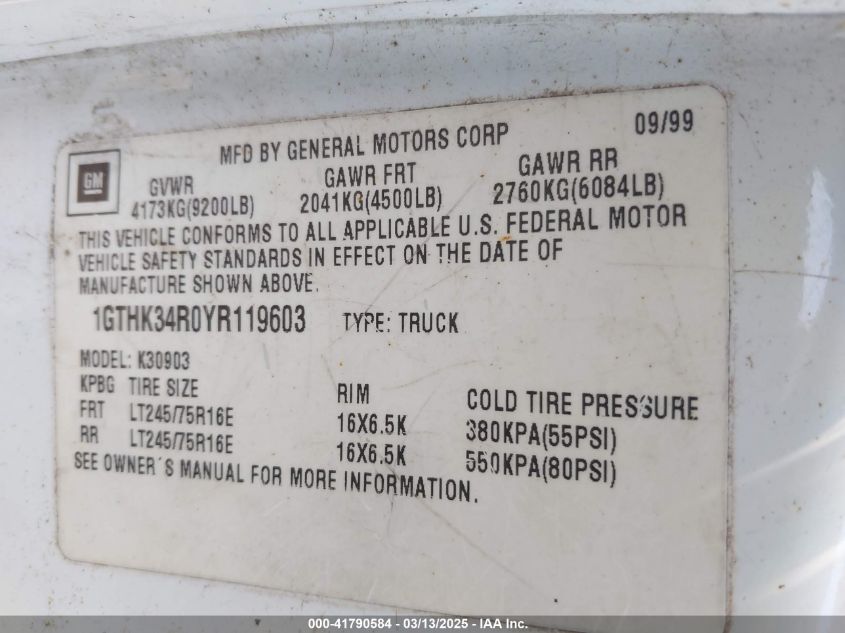 MFD BY GENERAL MOTORS CORP 09/99
GM
GVWR GAWR FRT GAWR RR
4173KG(9200LB) 2041KG(4500LB) 2760KG(6084LB)
THIS VEHICLE CONFORMS TO ALL APPLICABLE U.S. FEDERAL MOTOR
VEHICLE SAFETY STANDARDS IN EFFECT ON THE DATE OF
MANUFACTURE SHOWN ABOVE.
1GTHK34R0YR119603 TYPE: TRUCK
MODEL: K30903
KPBG TIRE SIZE RIM COLD TIRE PRESSURE
FRT LT245/75R16E 16X6.5K 380KPA(55PSI)
RR LT245/75R16E 16X6.5K 550KPA(80PSI)
SEE OWNER´S MANUAL FOR MORE INFORMATION.
000-41790584 - 03/13/2025 - IAA Inc.